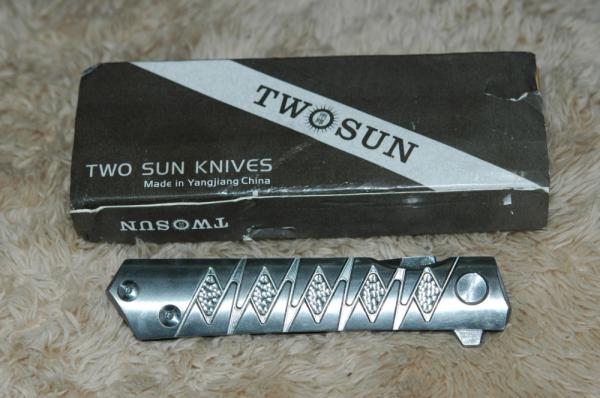 TWOSUN
TWO SUN KNIVES
Made in Yangjiang China
TWOSUN